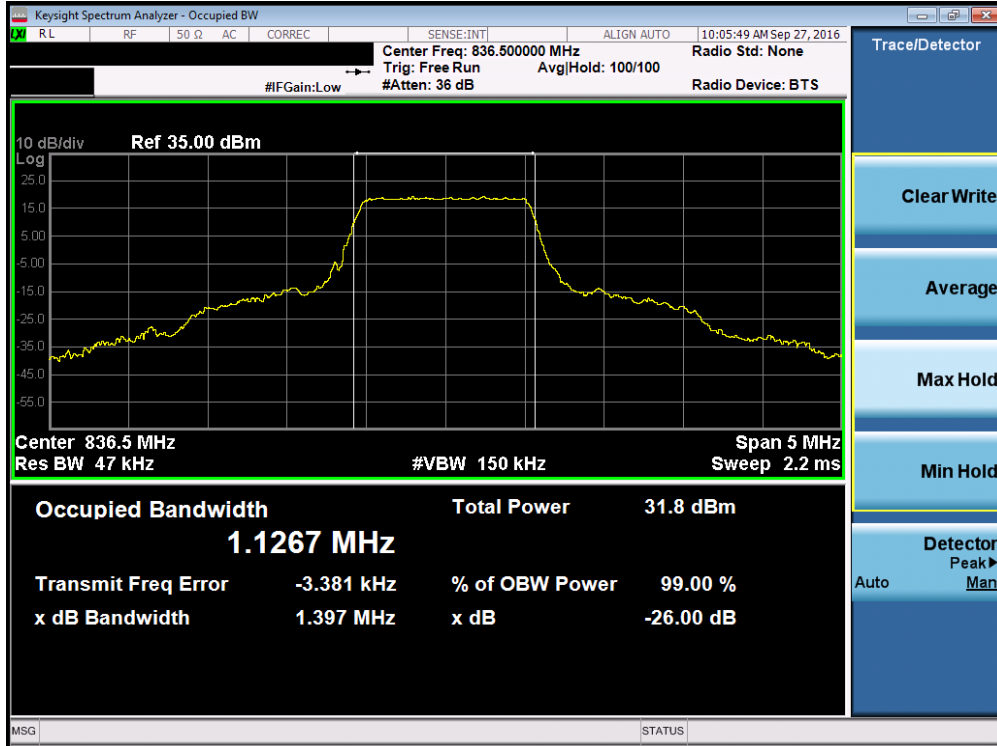 Keysight Spectrum Analyzer - Occupied BW
LXI RL RF 50 Ω AC CORREC SENSE:INT ALIGN AUTO 10:05:49 AM Sep 27, 2016
Center Freq: 836.500000 MHz Radio Std: None
Trig: Free Run Avg|Hold: 100/100
#IFGain:Low #Atten: 36 dB Radio Device: BTS
10 dB/div Ref 35.00 dBm
Log
25.0
15.0
5.00
-5.00
-15.0
-25.0
-35.0
-45.0
-55.0
Center 836.5 MHz Span 5 MHz
Res BW 47 kHz #VBW 150 kHz Sweep 2.2 ms
Occupied Bandwidth Total Power 31.8 dBm
1.1267 MHz
Transmit Freq Error -3.381 kHz % of OBW Power 99.00 %
x dB Bandwidth 1.397 MHz x dB -26.00 dB
MSG STATUS
Trace/Detector
Clear Write
Average
Max Hold
Min Hold
Detector
Peak▶
Auto Man